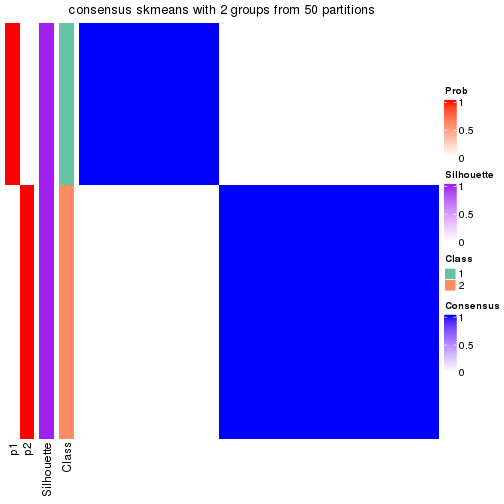 consensus skmeans with 2 groups from 50 partitions
Prob
1
0.5
0
Silhouette
1
0.5
0
Class
1
2
Consensus
1
0.5
0
p1
p2
Silhouette
Class